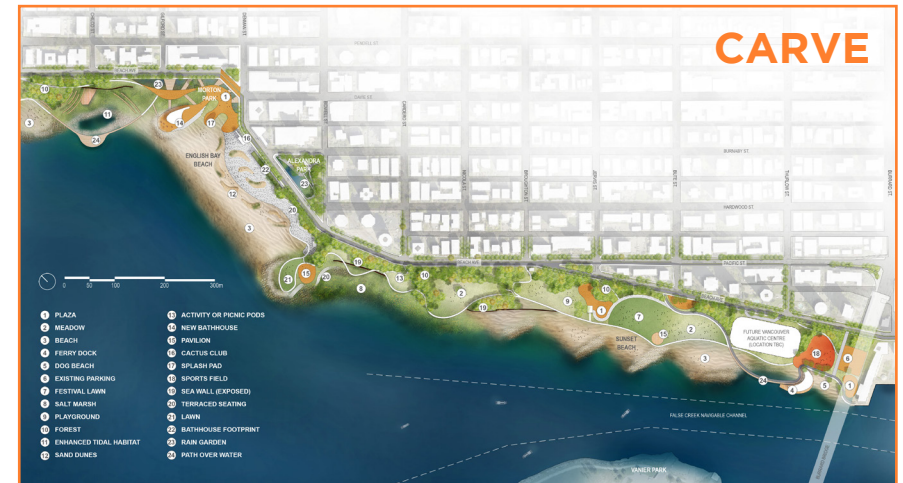 CARVE
DENMAN ST.
BEACH AVE
DAVIE ST.
CARDERO ST.
NICOLA ST.
BROUGHTON ST.
JERVIS ST.
BUTE ST.
THURLOW ST.
BURRARD ST.
BURNABY ST.
HARWOOD ST.
PACIFIC ST.
BEACH AVE
MORTON
PARK
ENGLISH BAY
BEACH
ALEXANDRA
PARK
SUNSET
BEACH
FUTURE VANCOUVER
AQUATIC CENTRE
(LOCATION TBC)
FALSE CREEK NAVIGABLE CHANNEL
VANIER PARK
0 50 100 200 300m
1 PLAZA
2 MEADOW
3 BEACH
4 FERRY DOCK
5 DOG BEACH
6 EXISTING PARKING
7 FESTIVAL LAWN
8 SALT MARSH
9 PLAYGROUND
10 FOREST
11 ENHANCED TIDAL HABITAT
12 SAND DUNES
13 ACTIVITY OR PICNIC PODS
14 NEW BATHHOUSE
15 PAVILION
16 CACTUS CLUB
17 SPLASH PAD
18 SPORTS FIELD
19 SEA WALL (EXPOSED)
20 TERRACED SEATING
21 LAWN
22 BATHHOUSE FOOTPRINT
23 RAIN GARDEN
24 PATH OVER WATER